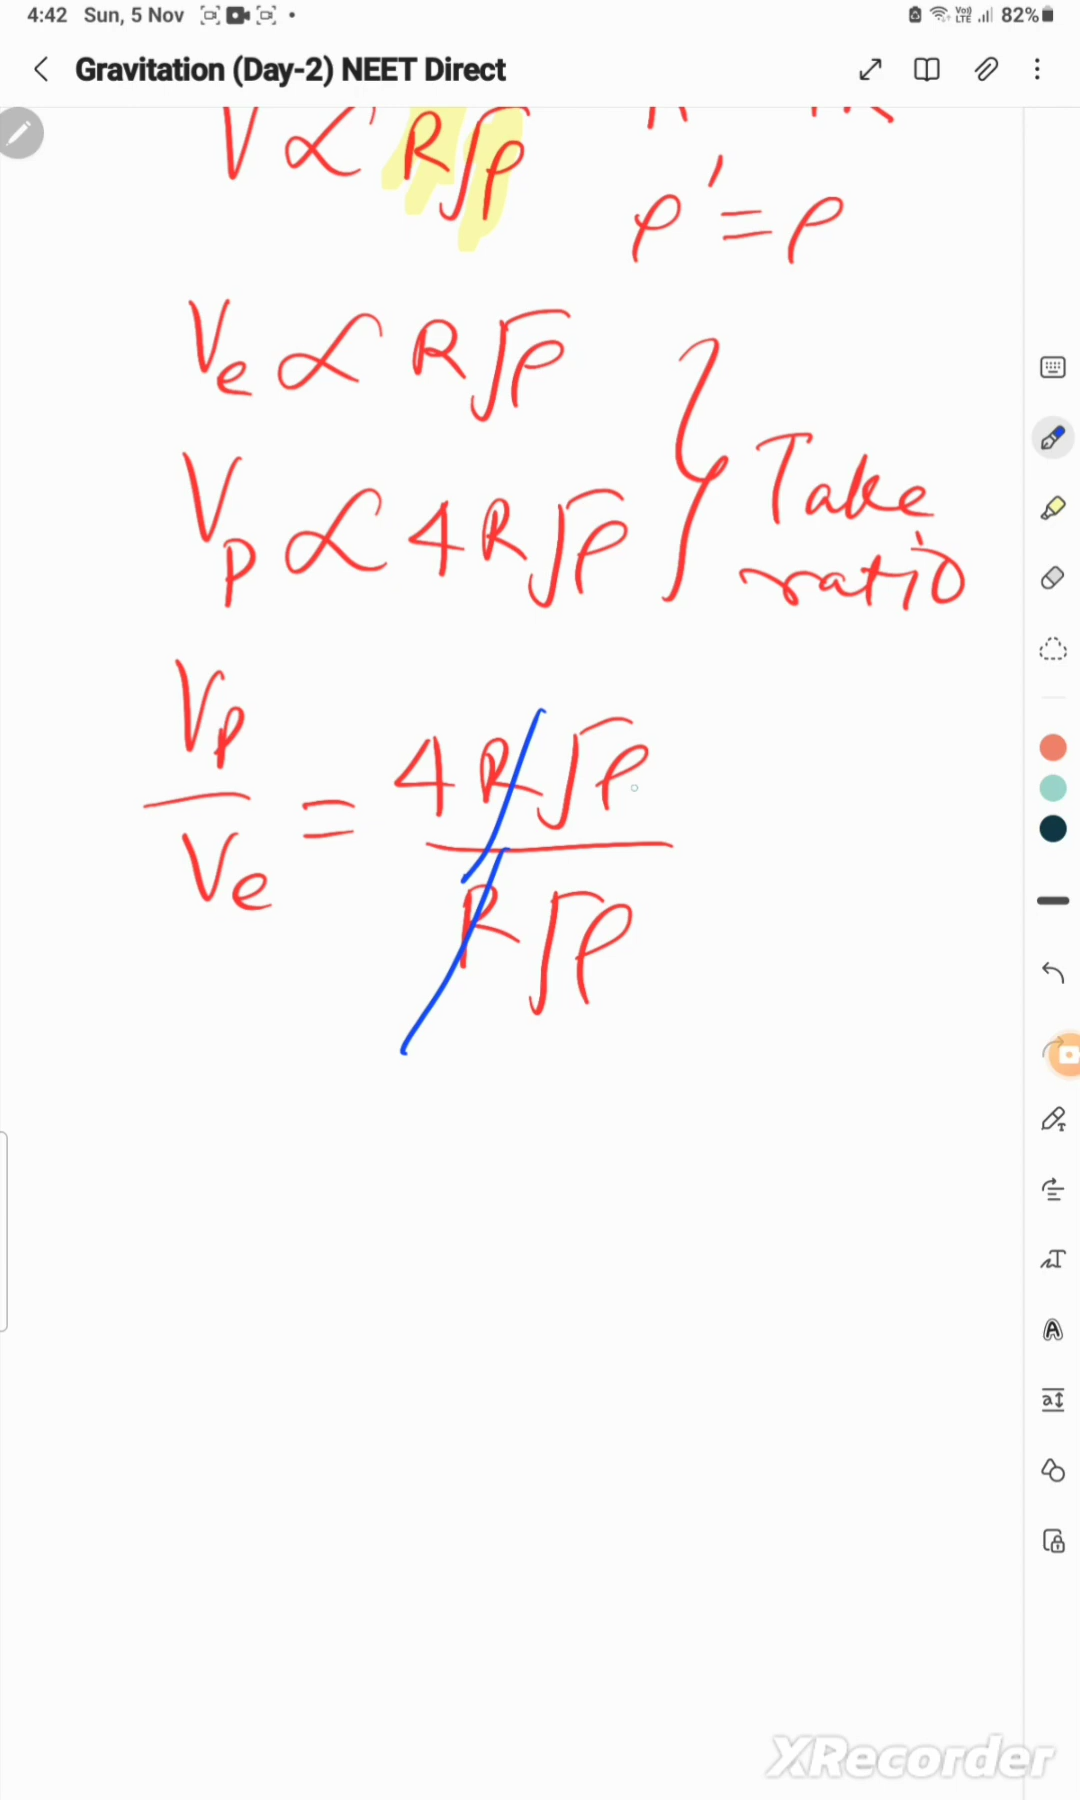 4:42 Sun, 5 Nov
82%
Gravitation (Day-2) NEET Direct
V ∝ R√ρ
ρ' = ρ
Ve ∝ R√ρ
Vp ∝ 4R√ρ
Take
ratio
Vp/Ve = 4R√ρ/R√ρ
XRecorder